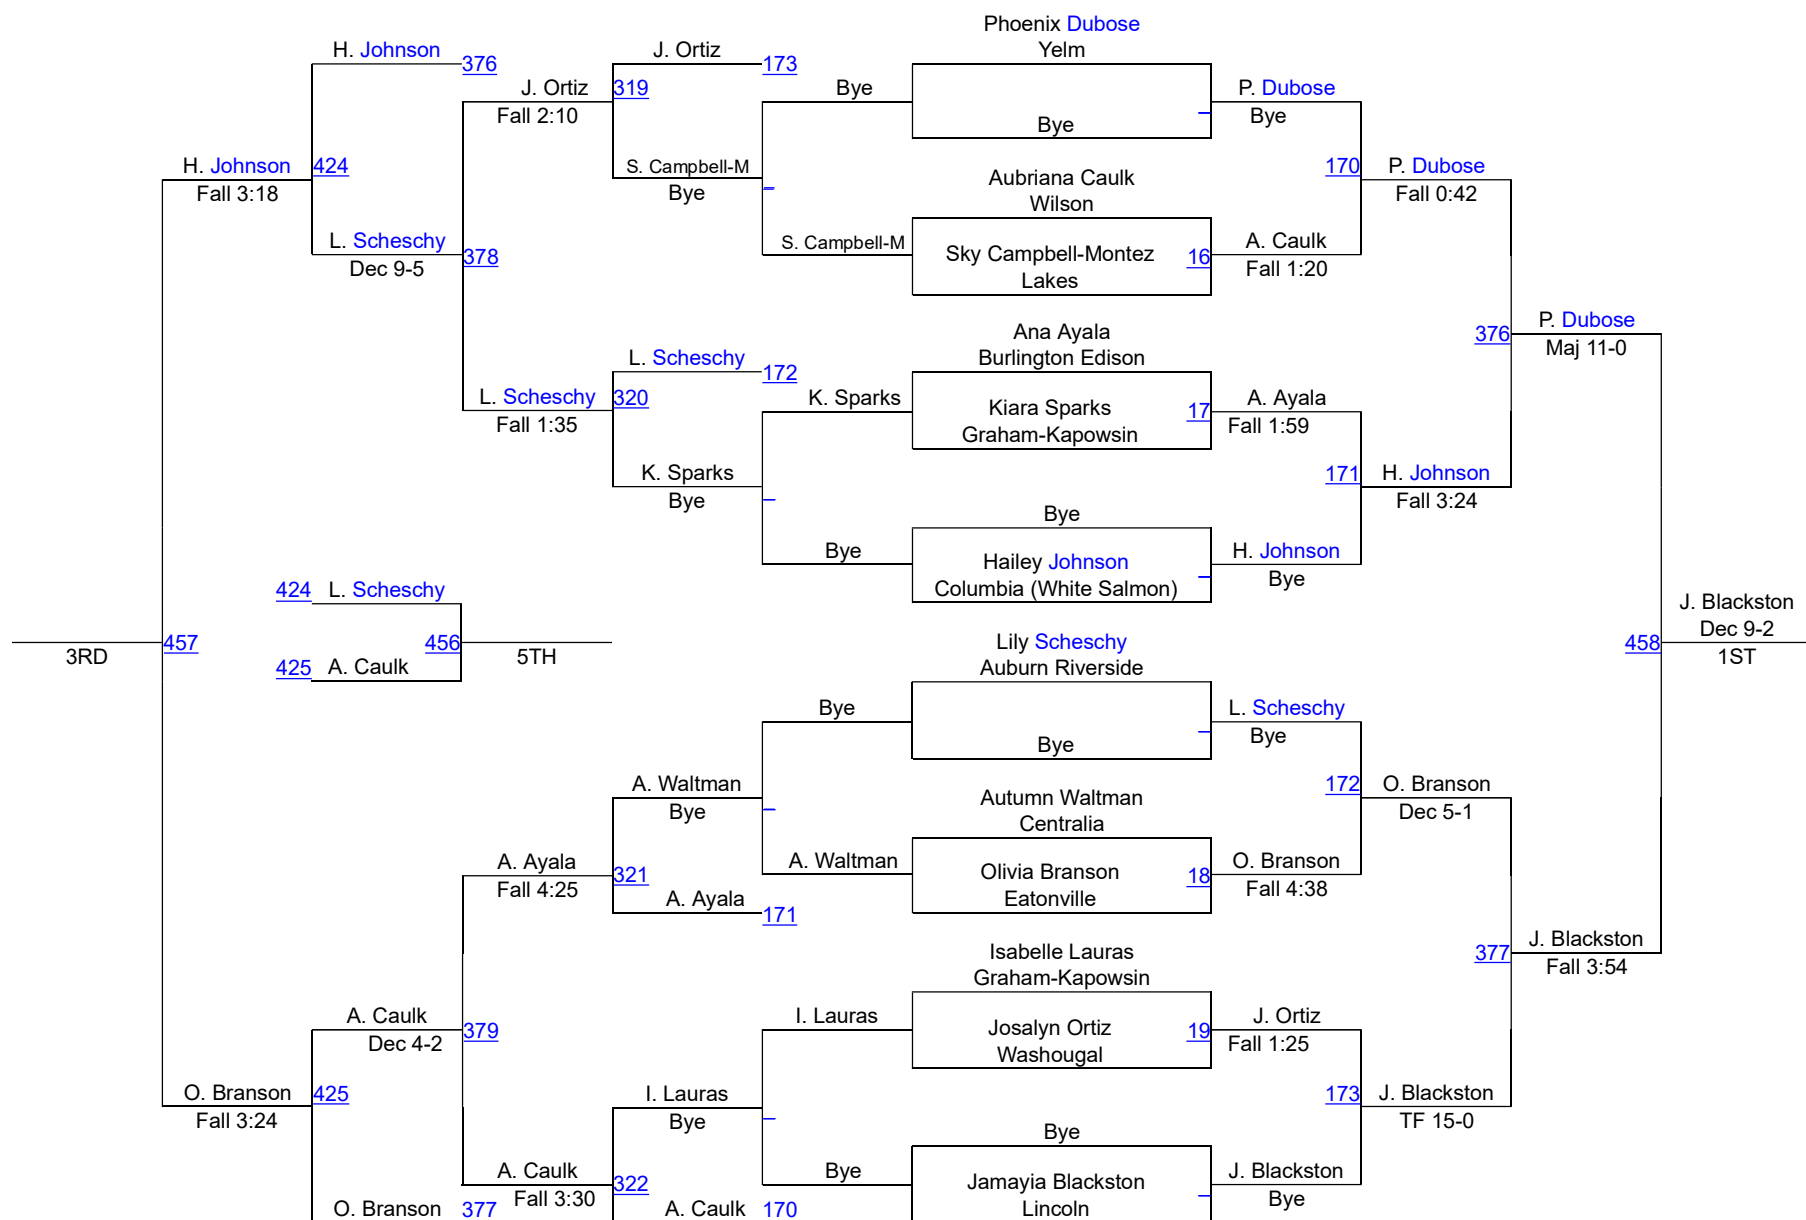 Phoenix Dubose
H. Johnson
376
J. Ortiz
173
Yelm
J. Ortiz
319
Bye
P. Dubose
Fall 2:10
Bye
Bye
H. Johnson
424
S. Campbell-M
170
P. Dubose
Fall 3:18
Bye
Aubriana Caulk
Wilson
Fall 0:42
L. Scheschy
378
S. Campbell-M
Sky Campbell-Montez
16
A. Caulk
Dec 9-5
Lakes
Fall 1:20
Ana Ayala
376
P. Dubose
Burlington Edison
Maj 11-0
L. Scheschy
172
L. Scheschy
320
K. Sparks
Kiara Sparks
17
A. Ayala
Fall 1:35
Graham-Kapowsin
Fall 1:59
K. Sparks
171
H. Johnson
Bye
Fall 3:24
Bye
Bye
Hailey Johnson
H. Johnson
Columbia (White Salmon)
Bye
424
L. Scheschy
J. Blackston
Dec 9-2
3RD
457
456
5TH
458
1ST
425
A. Caulk
Lily Scheschy
Auburn Riverside
Bye
L. Scheschy
Bye
Bye
A. Waltman
172
O. Branson
Bye
Autumn Waltman
Dec 5-1
Centralia
A. Ayala
321
A. Waltman
Olivia Branson
18
O. Branson
Fall 4:25
Eatonville
Fall 4:38
A. Ayala
171
Isabelle Lauras
377
J. Blackston
Graham-Kapowsin
Fall 3:54
A. Caulk
379
I. Lauras
Josalyn Ortiz
19
J. Ortiz
Dec 4-2
Washougal
Fall 1:25
O. Branson
425
I. Lauras
173
J. Blackston
Fall 3:24
Bye
TF 15-0
Bye
A. Caulk
322
Bye
Jamayia Blackston
J. Blackston
Fall 3:30
Lincoln
Bye
O. Branson
377
A. Caulk
170